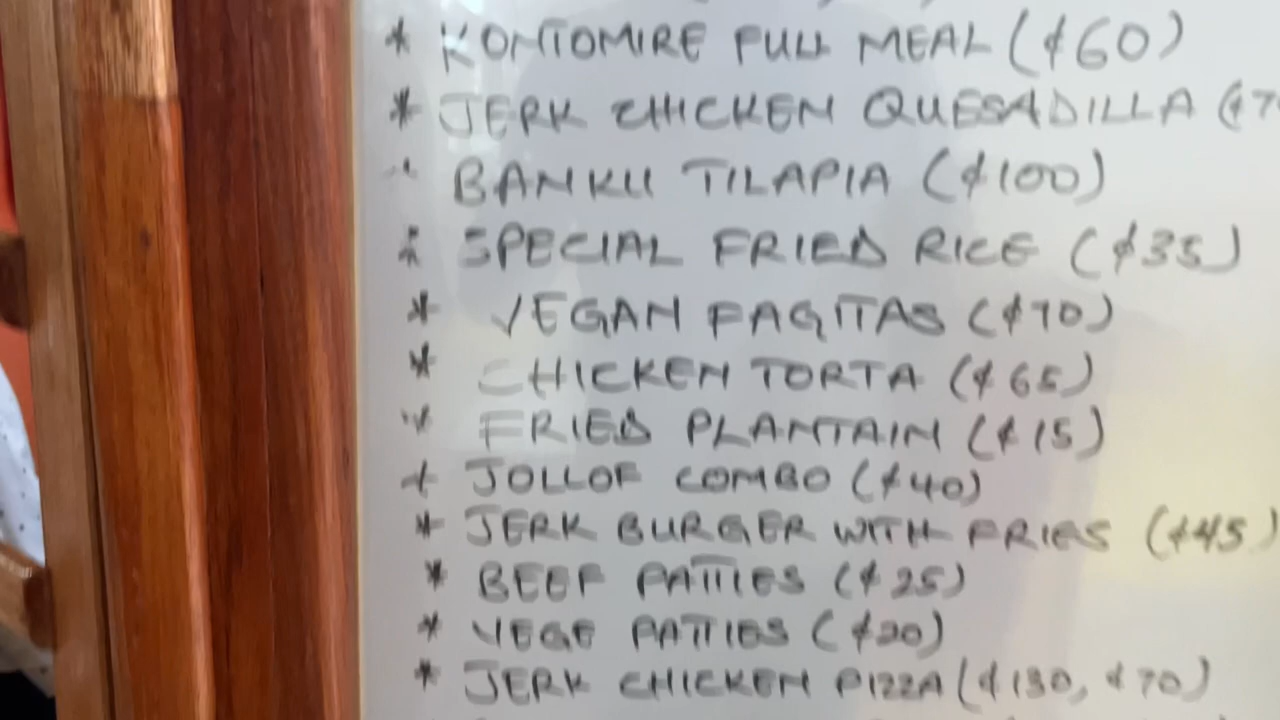 * KONTOMIRE FULL MEAL (₵60)
* JERK CHICKEN QUESADILLA (₵7
* BANKU TILAPIA (₵100)
* SPECIAL FRIED RICE (₵35)
* VEGAN FAGITAS (₵70)
* CHICKEN TORTA (₵65)
* FRIED PLANTAIN (₵15)
* JOLLOF COMBO (₵40)
* JERK BURGER WITH FRIES (₵45)
* BEEF PATTIES (₵25)
* VEGE PATTIES (₵20)
* JERK CHICKEN PIZZA (₵130, ₵70)